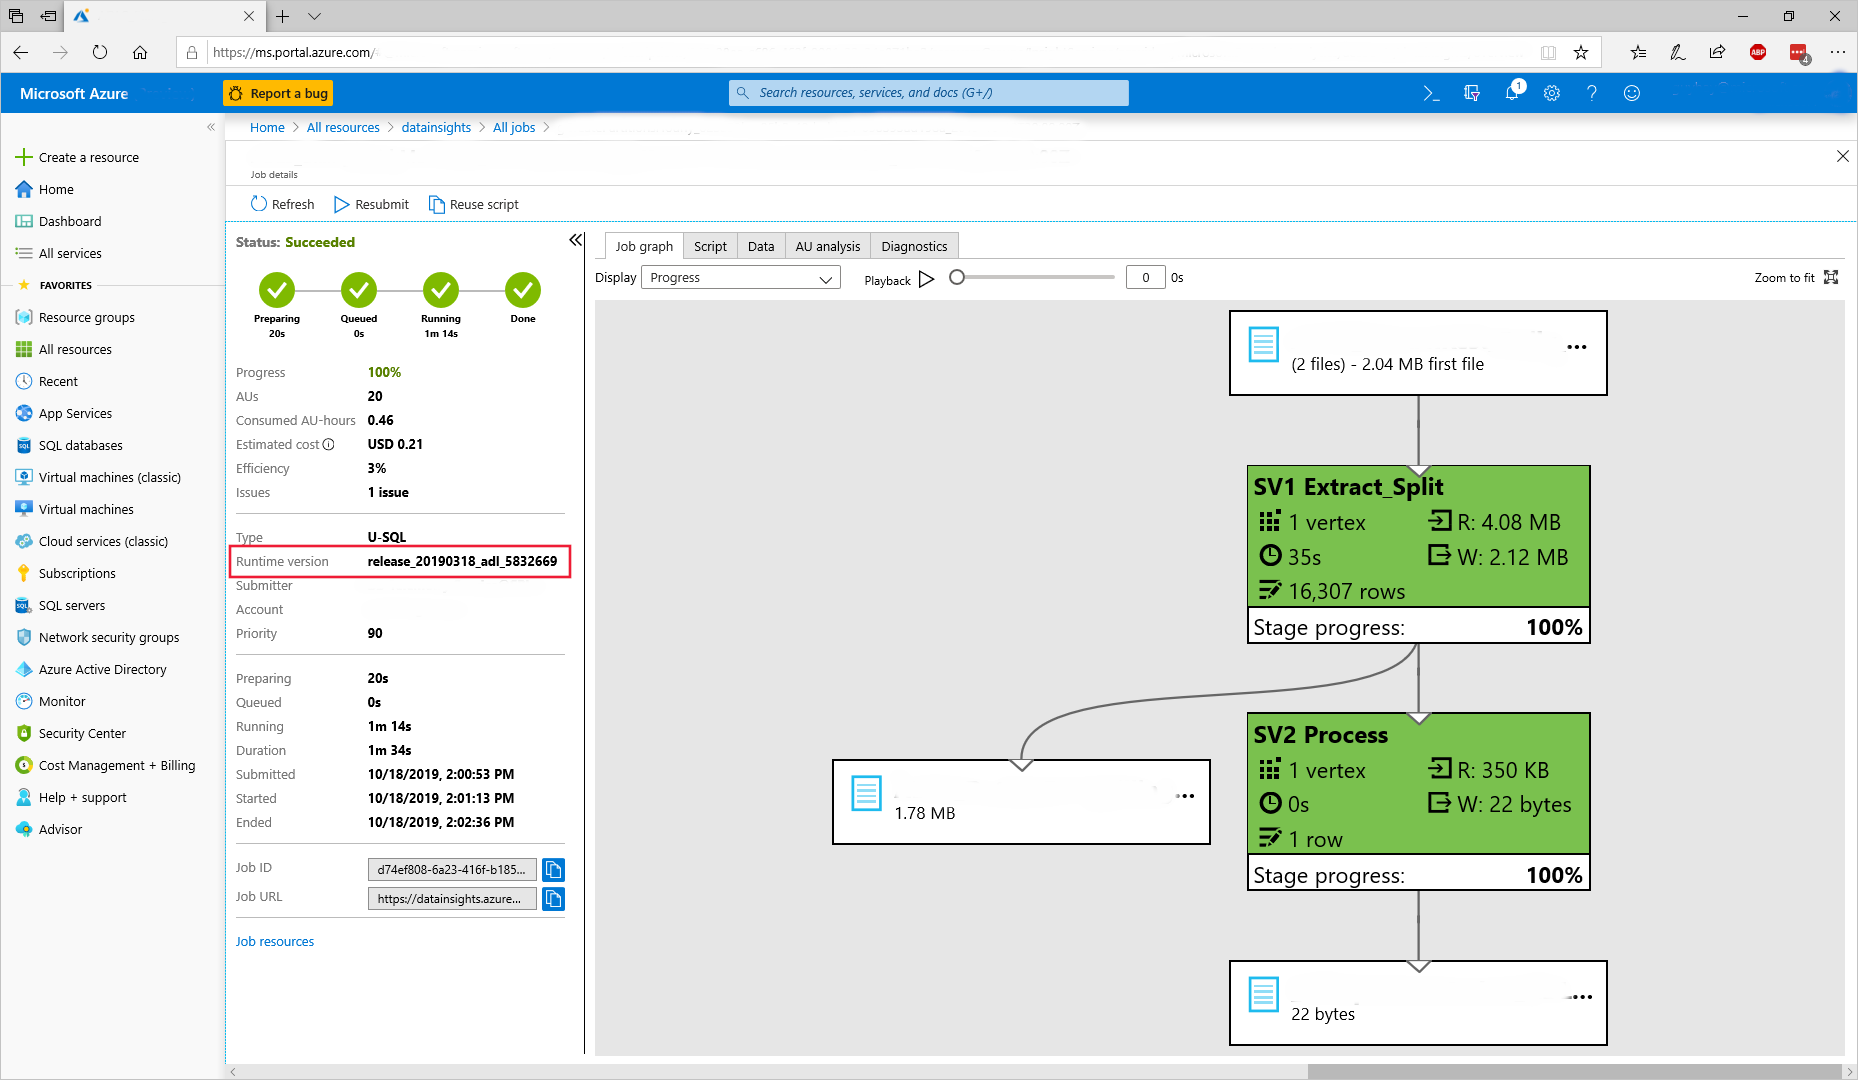 https://ms.portal.azure.com/
ABP
4
Microsoft Azure
Report a bug
Search resources, services, and docs (G+/)
1
Home > All resources > datainsights > All jobs >
Job details
Refresh
Resubmit
Reuse script
Create a resource
Home
Dashboard
All services
FAVORITES
Resource groups
All resources
Recent
App Services
SQL databases
Virtual machines (classic)
Virtual machines
Cloud services (classic)
Subscriptions
SQL servers
Network security groups
Azure Active Directory
Monitor
Security Center
Cost Management + Billing
Help + support
Advisor
Status: Succeeded
Preparing
20s
Queued
0s
Running
1m 14s
Done
Progress 100%
AUs 20
Consumed AU-hours 0.46
Estimated cost USD 0.21
Efficiency 3%
Issues 1 issue
Type U-SQL
Runtime version release_20190318_adl_5832669
Submitter
Account
Priority 90
Preparing 20s
Queued 0s
Running 1m 14s
Duration 1m 34s
Submitted 10/18/2019, 2:00:53 PM
Started 10/18/2019, 2:01:13 PM
Ended 10/18/2019, 2:02:36 PM
Job ID d74ef808-6a23-416f-b185...
Job URL https://datainsights.azure...
Job resources
Job graph
Script
Data
AU analysis
Diagnostics
Display Progress
Playback 0 0s
Zoom to fit
(2 files) - 2.04 MB first file
SV1 Extract_Split
1 vertex R: 4.08 MB
35s W: 2.12 MB
16,307 rows
Stage progress: 100%
1.78 MB
SV2 Process
1 vertex R: 350 KB
0s W: 22 bytes
1 row
Stage progress: 100%
22 bytes